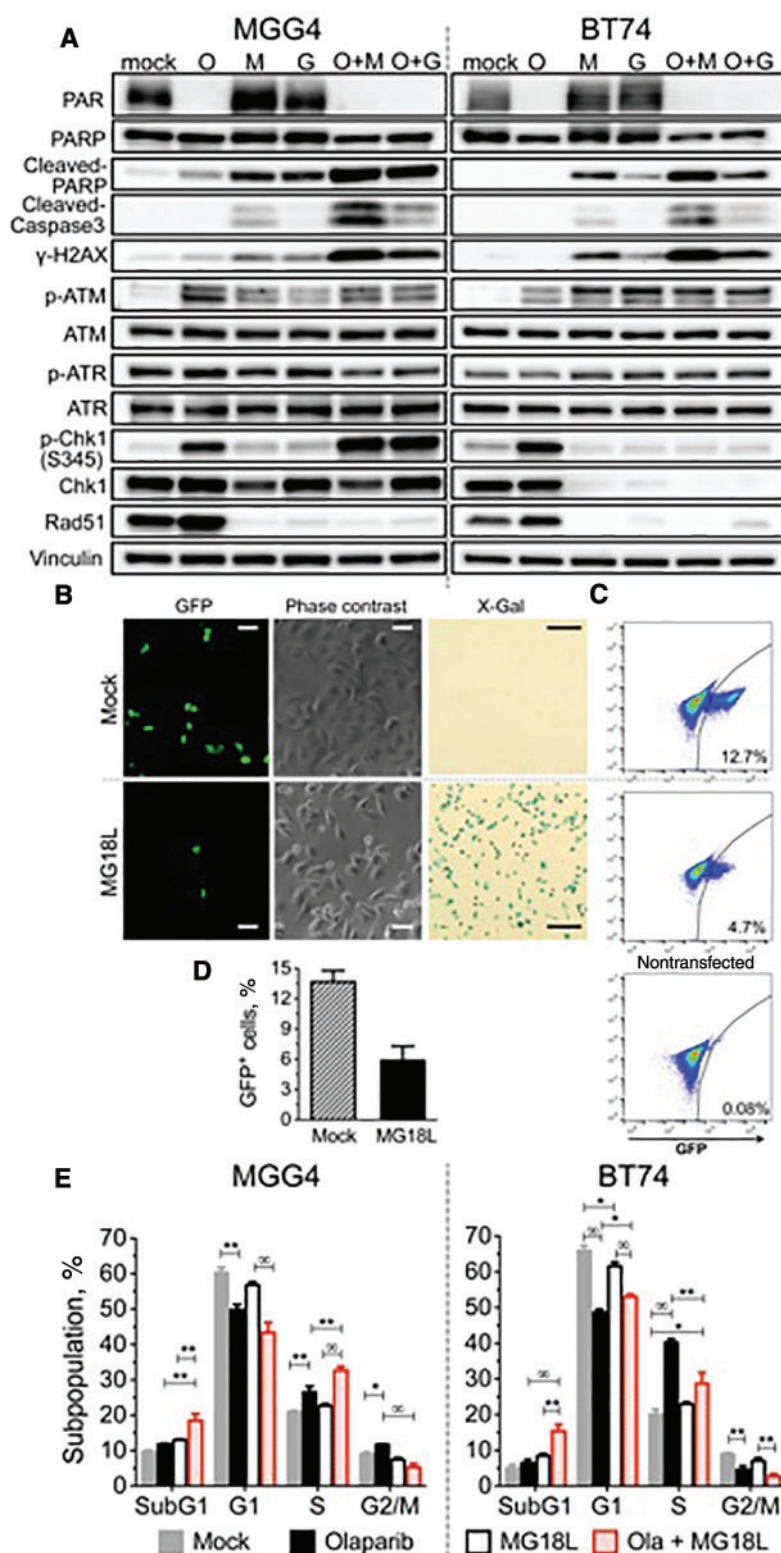 A
MGG4
BT74
mock O M G O+M O+G
mock O M G O+M O+G
PAR
PARP
Cleaved-
PARP
Cleaved-
Caspase3
γ-H2AX
p-ATM
ATM
p-ATR
ATR
p-Chk1
(S345)
Chk1
Rad51
Vinculin
B
GFP
Phase contrast
X-Gal
C
Mock
MG18L
12.7%
4.7%
Nontransfected
0.08%
GFP
D
GFP⁺ cells, %
15
12
9
6
3
0
Mock
MG18L
E
MGG4
BT74
Subpopulation, %
70
60
50
40
30
20
10
0
** ** ** ∞ ** ** ∞ * ∞
SubG1 G1 S G2/M
70
60
50
40
30
20
10
0
∞ ** * ∞ * ∞ ∞ ** * ** **
SubG1 G1 S G2/M
Mock
Olaparib
MG18L
Ola + MG18L